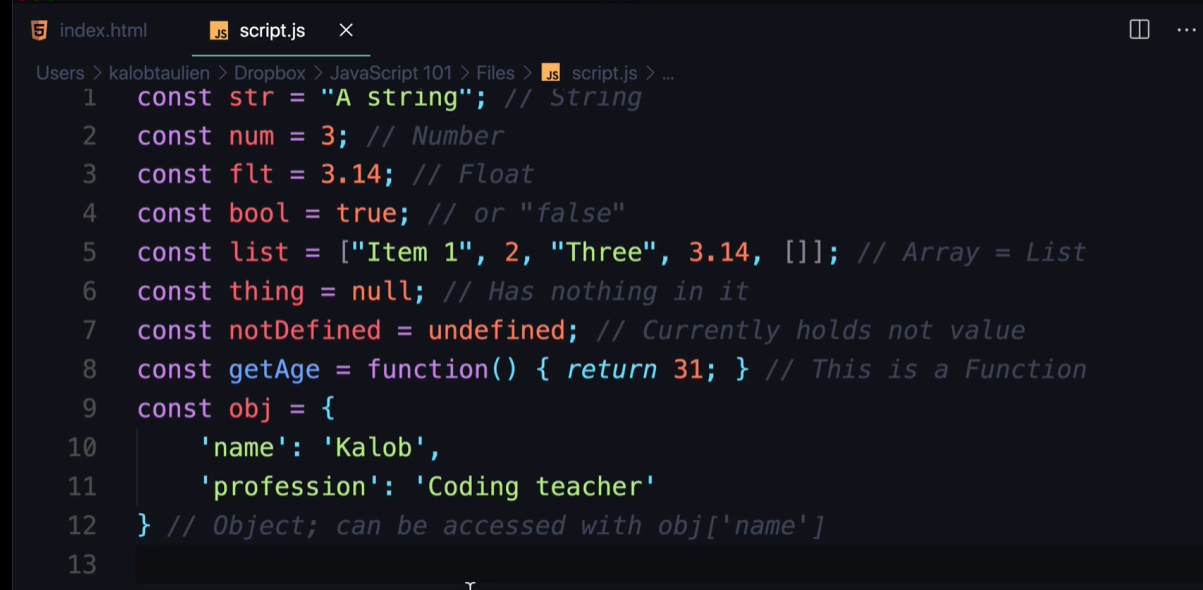 index.html
JS script.js
Users > kalobtaulien > Dropbox > JavaScript 101 > Files > JS script.js > ...
1 const str = "A string"; // String
2 const num = 3; // Number
3 const flt = 3.14; // Float
4 const bool = true; // or "false"
5 const list = ["Item 1", 2, "Three", 3.14, []]; // Array = List
6 const thing = null; // Has nothing in it
7 const notDefined = undefined; // Currently holds not value
8 const getAge = function() { return 31; } // This is a Function
9 const obj = {
10 'name': 'Kalob',
11 'profession': 'Coding teacher'
12 } // Object; can be accessed with obj['name']
13